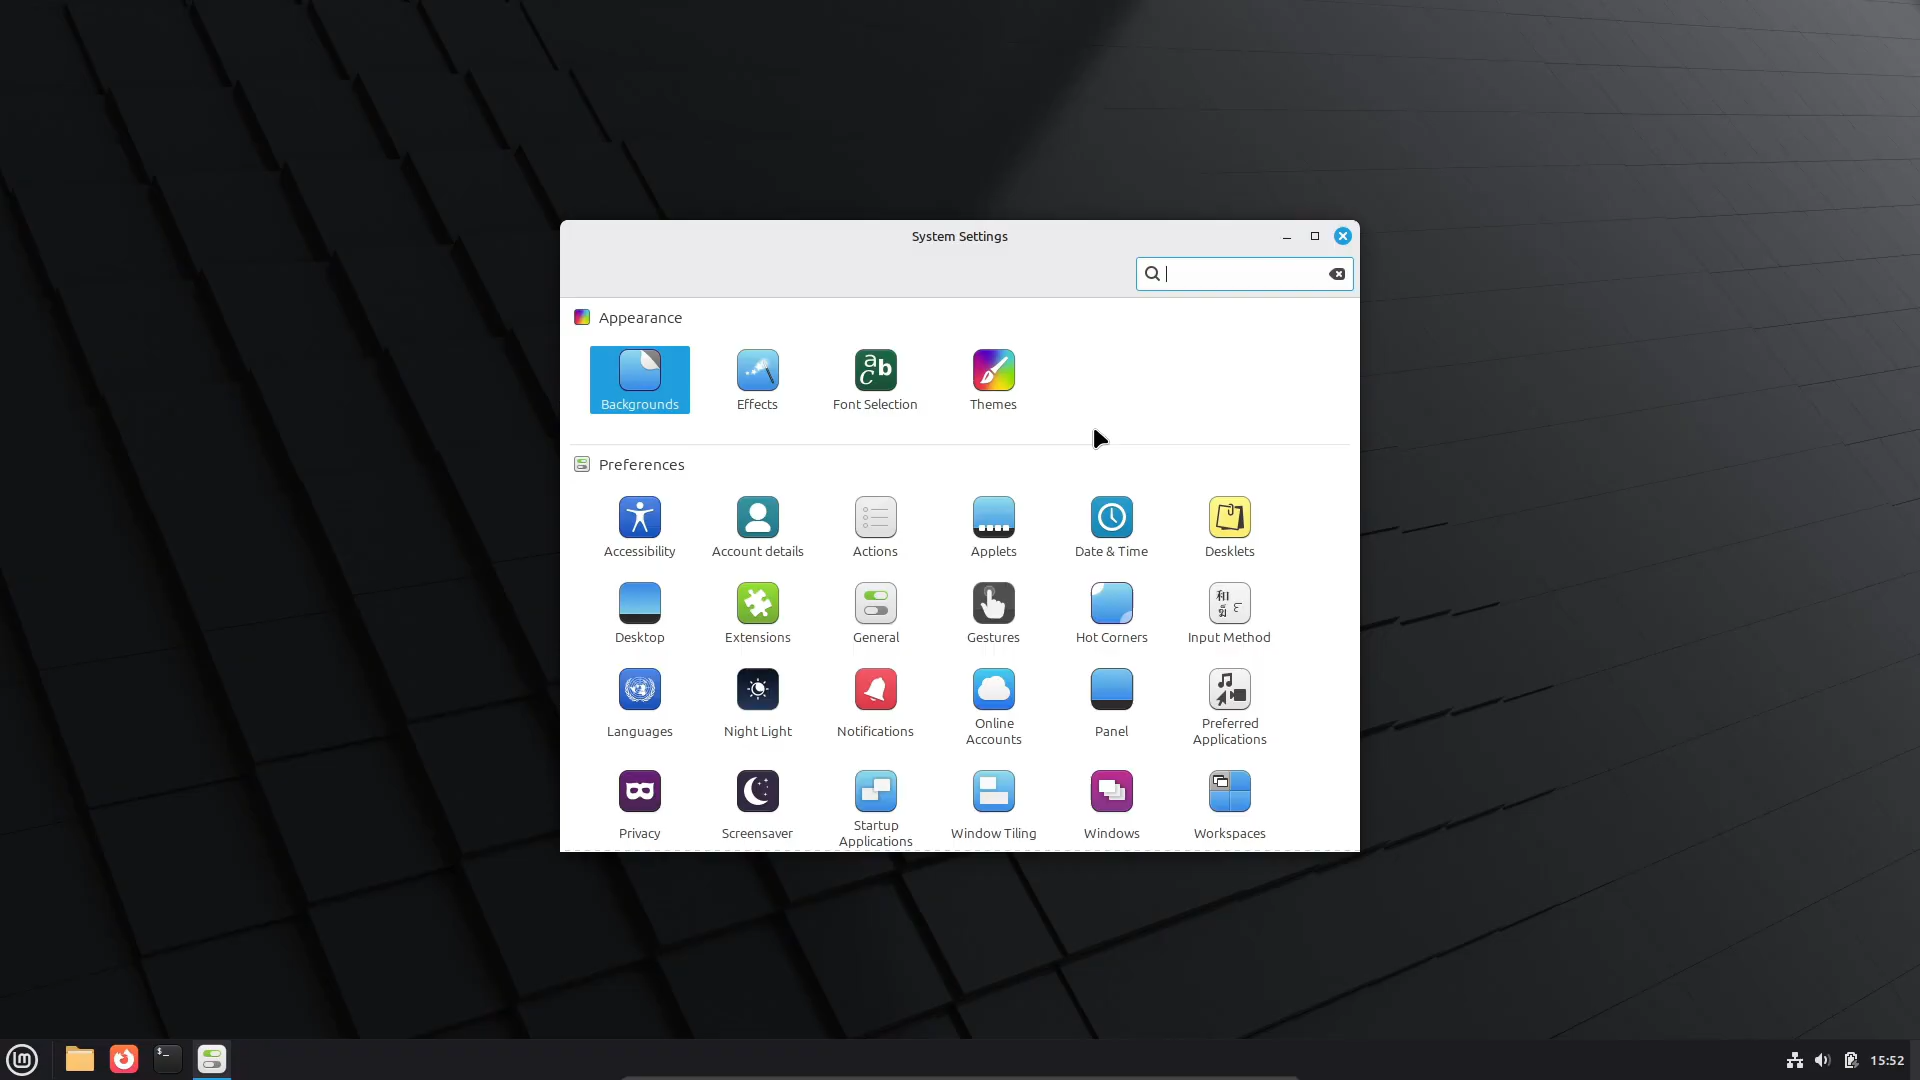 System Settings
Appearance
Backgrounds
Effects
Font Selection
Themes
Preferences
Accessibility
Account details
Actions
Applets
Date & Time
Desklets
Desktop
Extensions
General
Gestures
Hot Corners
Input Method
Languages
Night Light
Notifications
Online
Accounts
Panel
Preferred
Applications
Privacy
Screensaver
Startup
Applications
Window Tiling
Windows
Workspaces
15:52